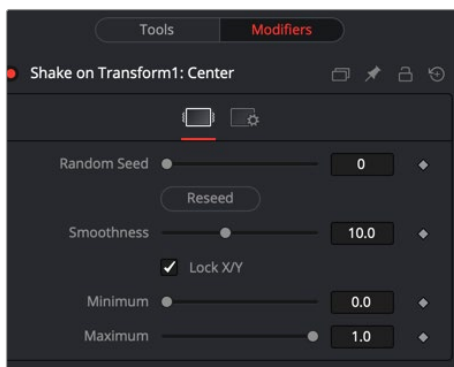 Tools Modifiers
Shake on Transform1: Center
Random Seed 0
Reseed
Smoothness 10.0
Lock X/Y
Minimum 0.0
Maximum 1.0